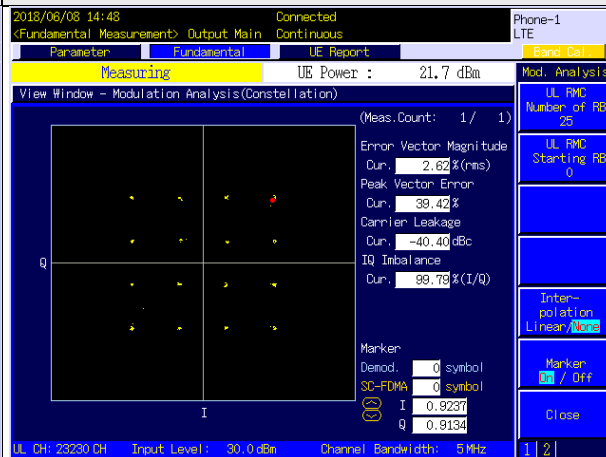 2018/06/08 14:48 Connected Phone-1
<Fundamental Measurement> Output Main Continuous LTE
Parameter Fundamental UE Report Band Cal.
Measuring UE Power : 21.7 dBm Mod. Analysis
View Window - Modulation Analysis(Constellation)
UL RMC
Number of RB
25
(Meas.Count: 1/ 1)
Error Vector Magnitude
Cur. 2.62 %(rms)
Peak Vector Error
Cur. 39.42 %
Carrier Leakage
Cur. -40.40 dBc
IQ Imbalance
Cur. 99.79 %(I/Q)
UL RMC
Starting RB
0
Q
I
Inter-
polation
Linear/None
Marker
Demod. 0 symbol
SC-FDMA 0 symbol
I 0.9237
Q 0.9134
Marker
On / Off
Close
UL CH: 23230 CH Input Level: 30.0 dBm Channel Bandwidth: 5 MHz 1 2